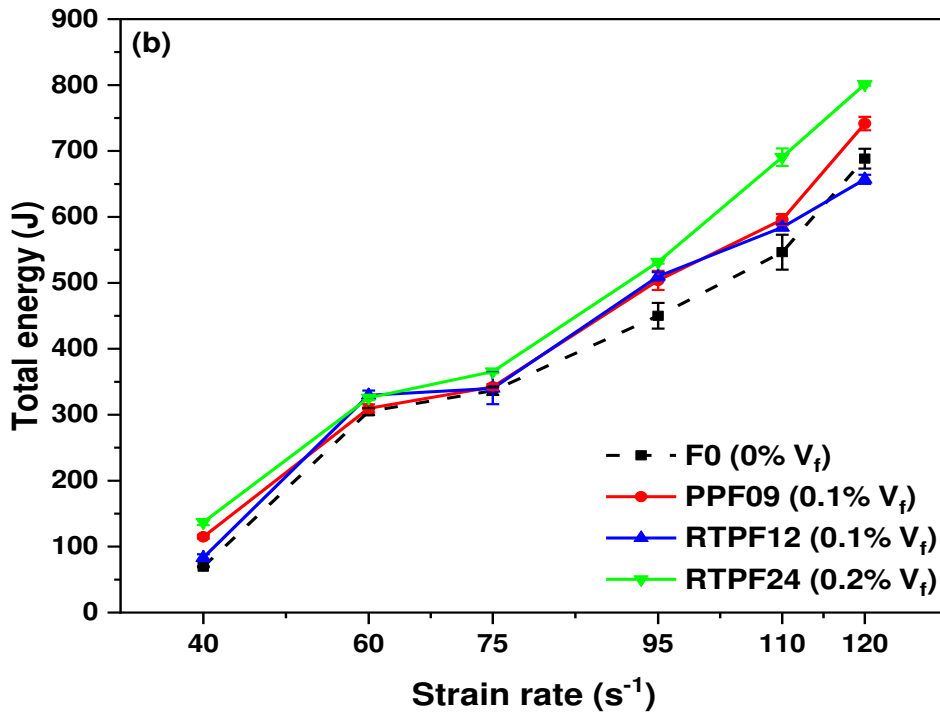 (b)
900
800
700
600
500
400
300
200
100
0
Total energy (J)
40 60 75 95 110 120
Strain rate (s⁻¹)
F0 (0% Vf)
PPF09 (0.1% Vf)
RTPF12 (0.1% Vf)
RTPF24 (0.2% Vf)